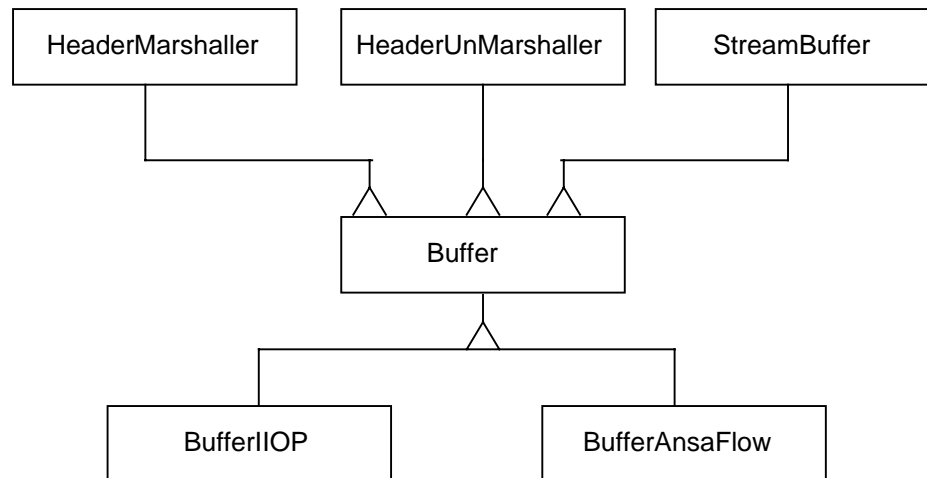 HeaderMarshaller
HeaderUnMarshaller
StreamBuffer
Buffer
BufferIIOP
BufferAnsaFlow